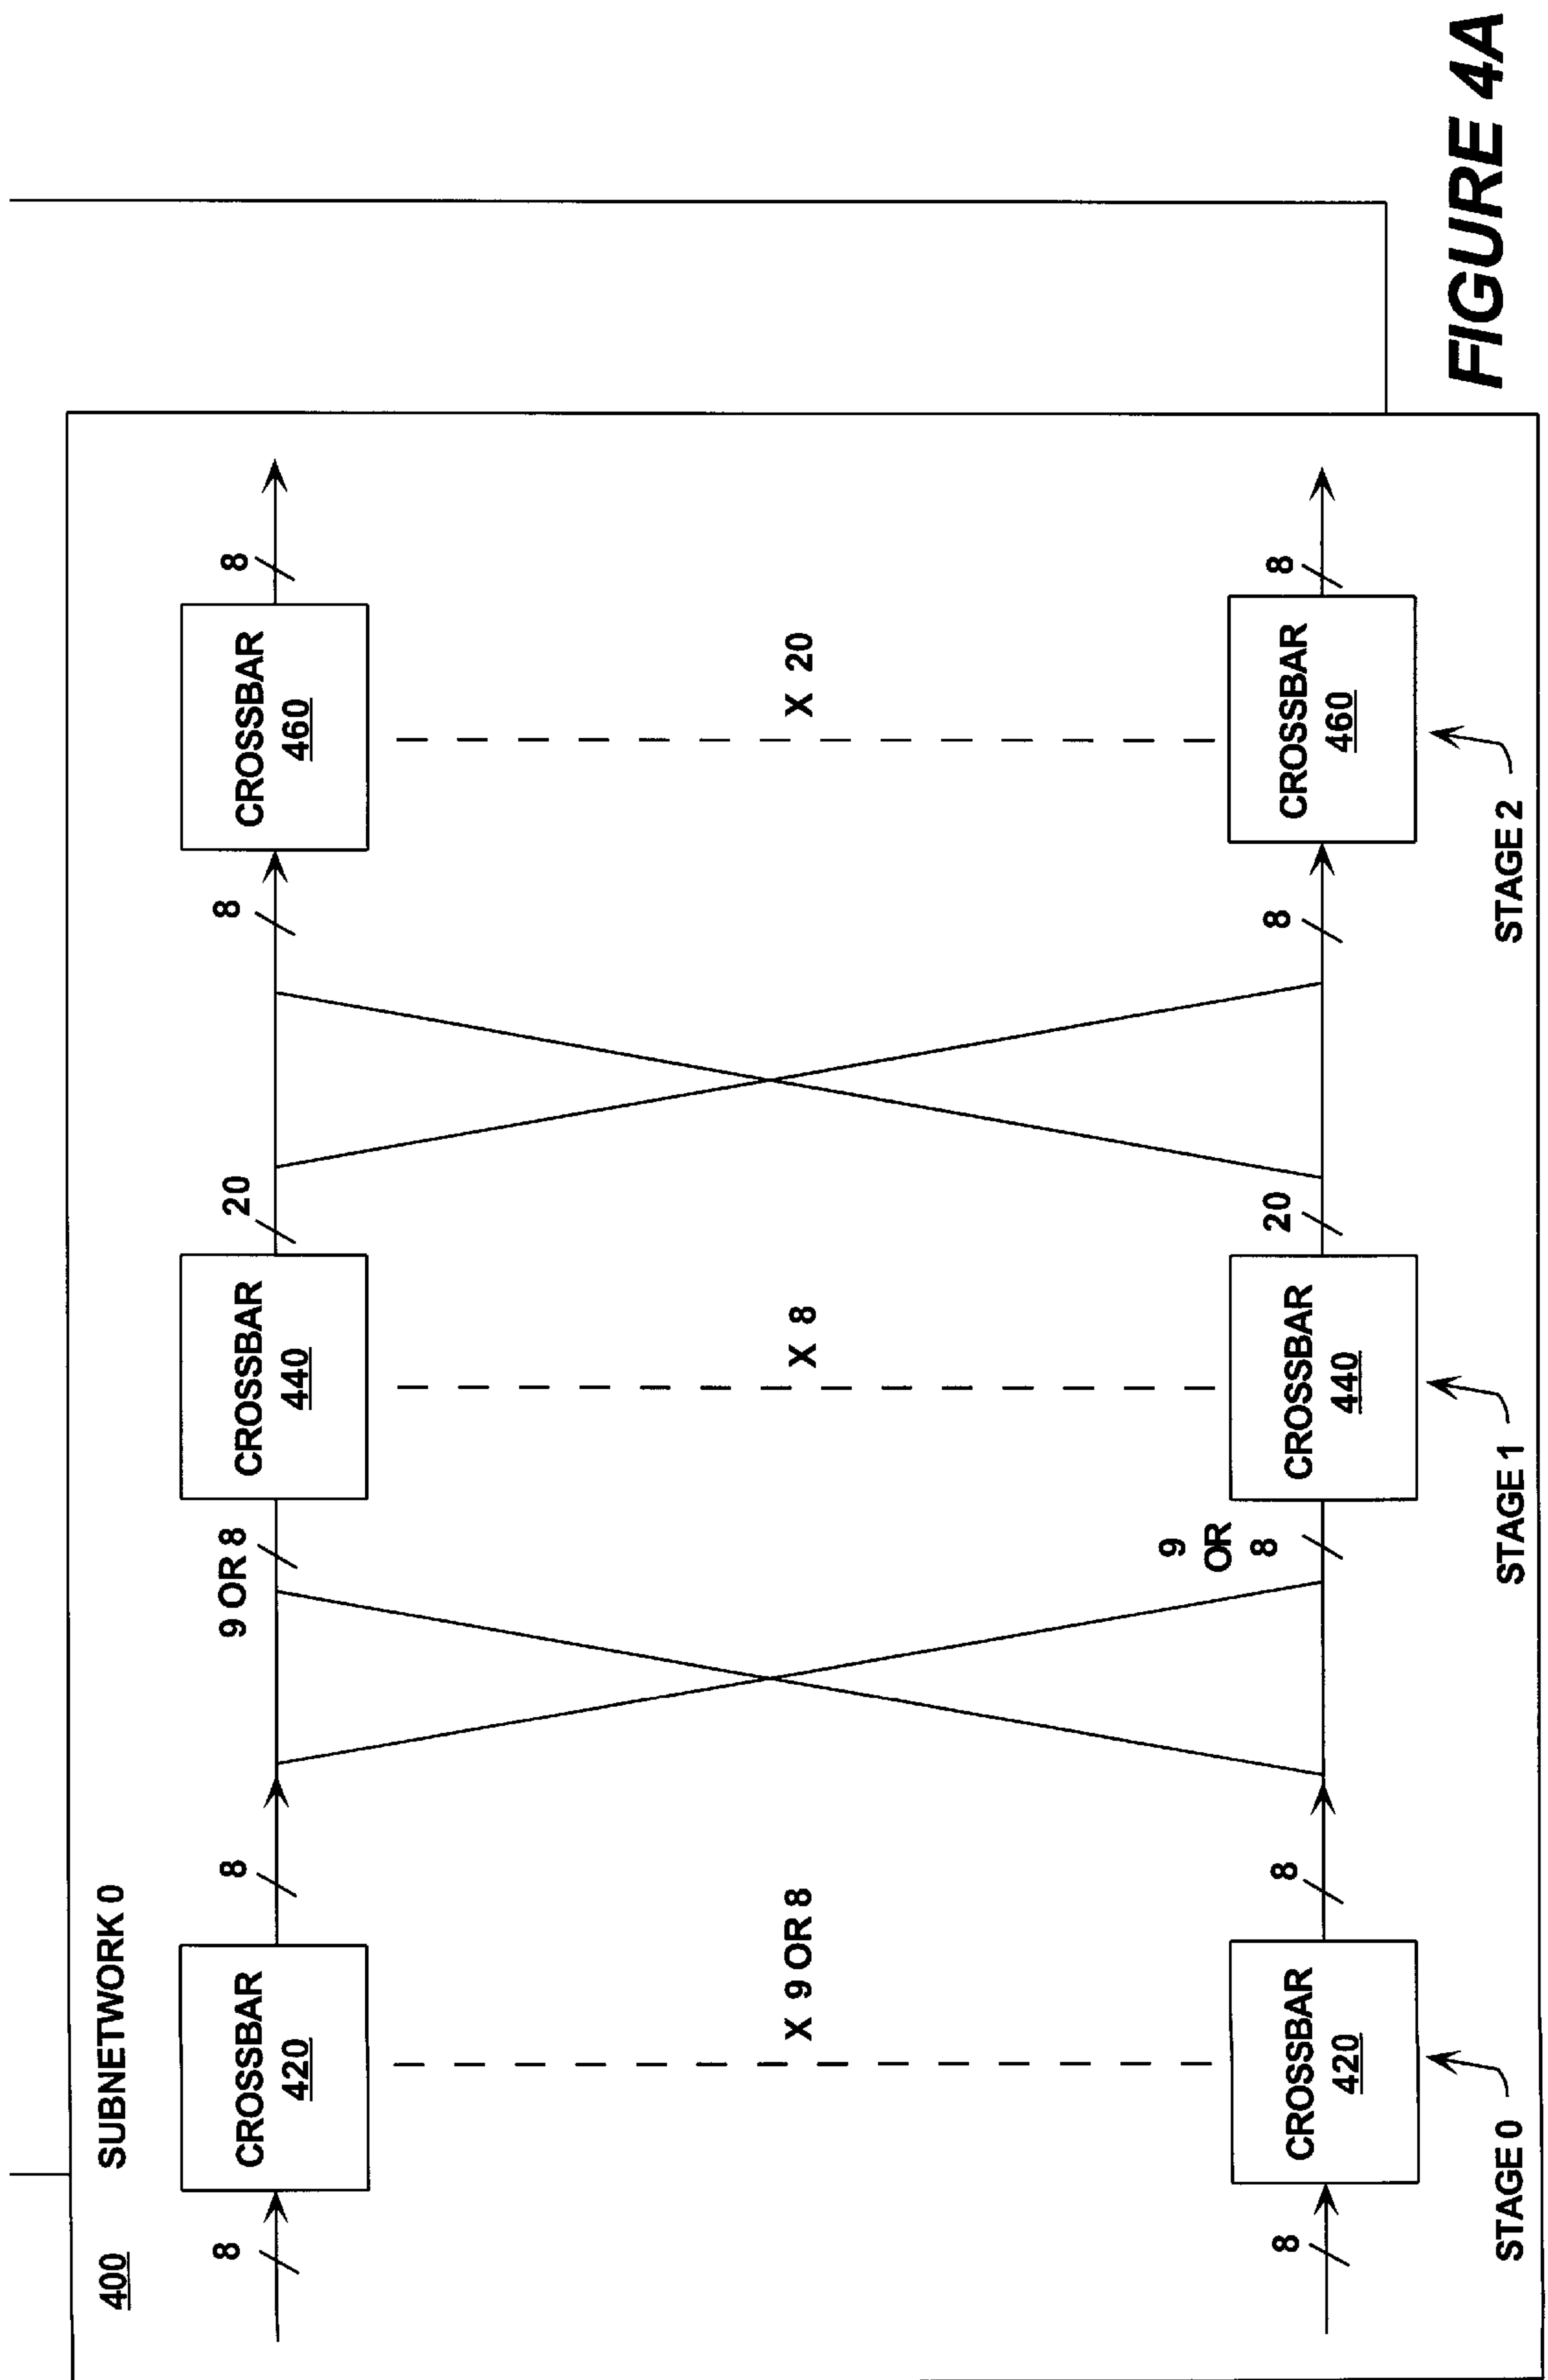 400 SUBNETWORK 0
8
CROSSBAR
420
8
9 OR 8
CROSSBAR
440
20
8
CROSSBAR
460
8
X 9 OR 8
X 8
X 20
8
CROSSBAR
420
8
9
OR
8
CROSSBAR
440
20
8
CROSSBAR
460
8
STAGE 0
STAGE 1
STAGE 2
FIGURE 4A